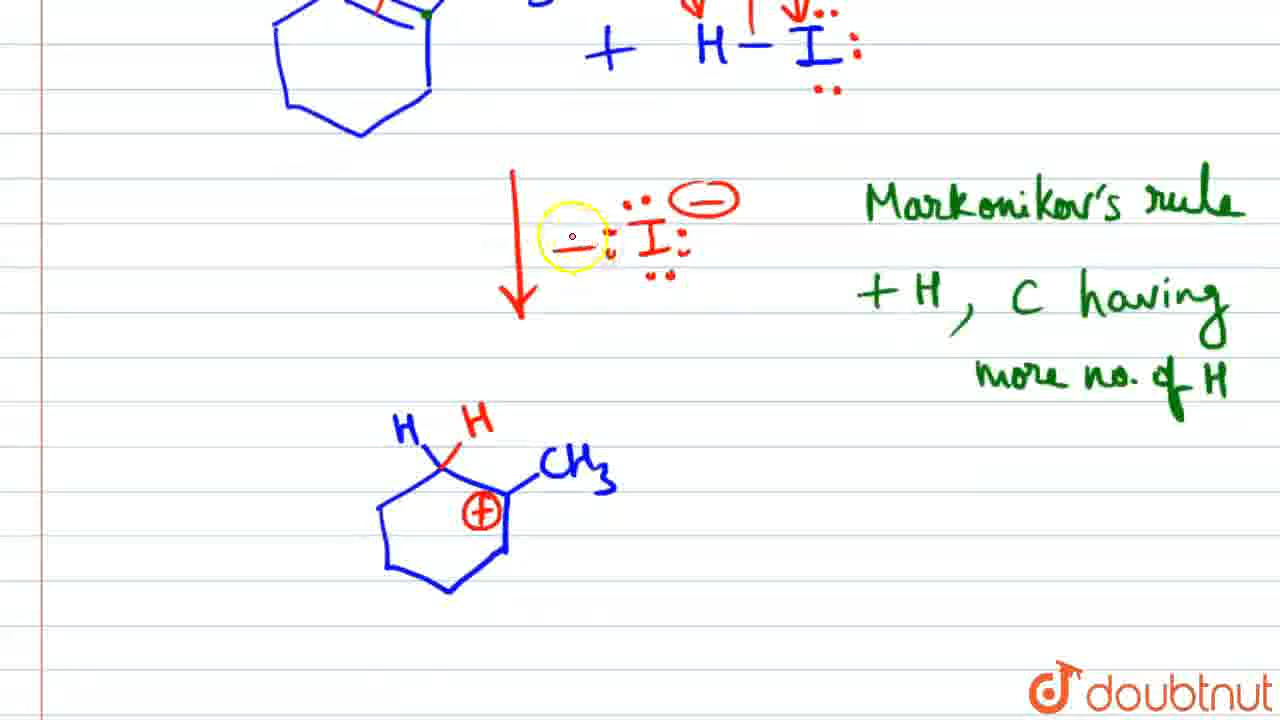 + H – I
– I –
Markonikov's rule
+ H, C having
more no. of H
H H
CH3
+
doubtnut